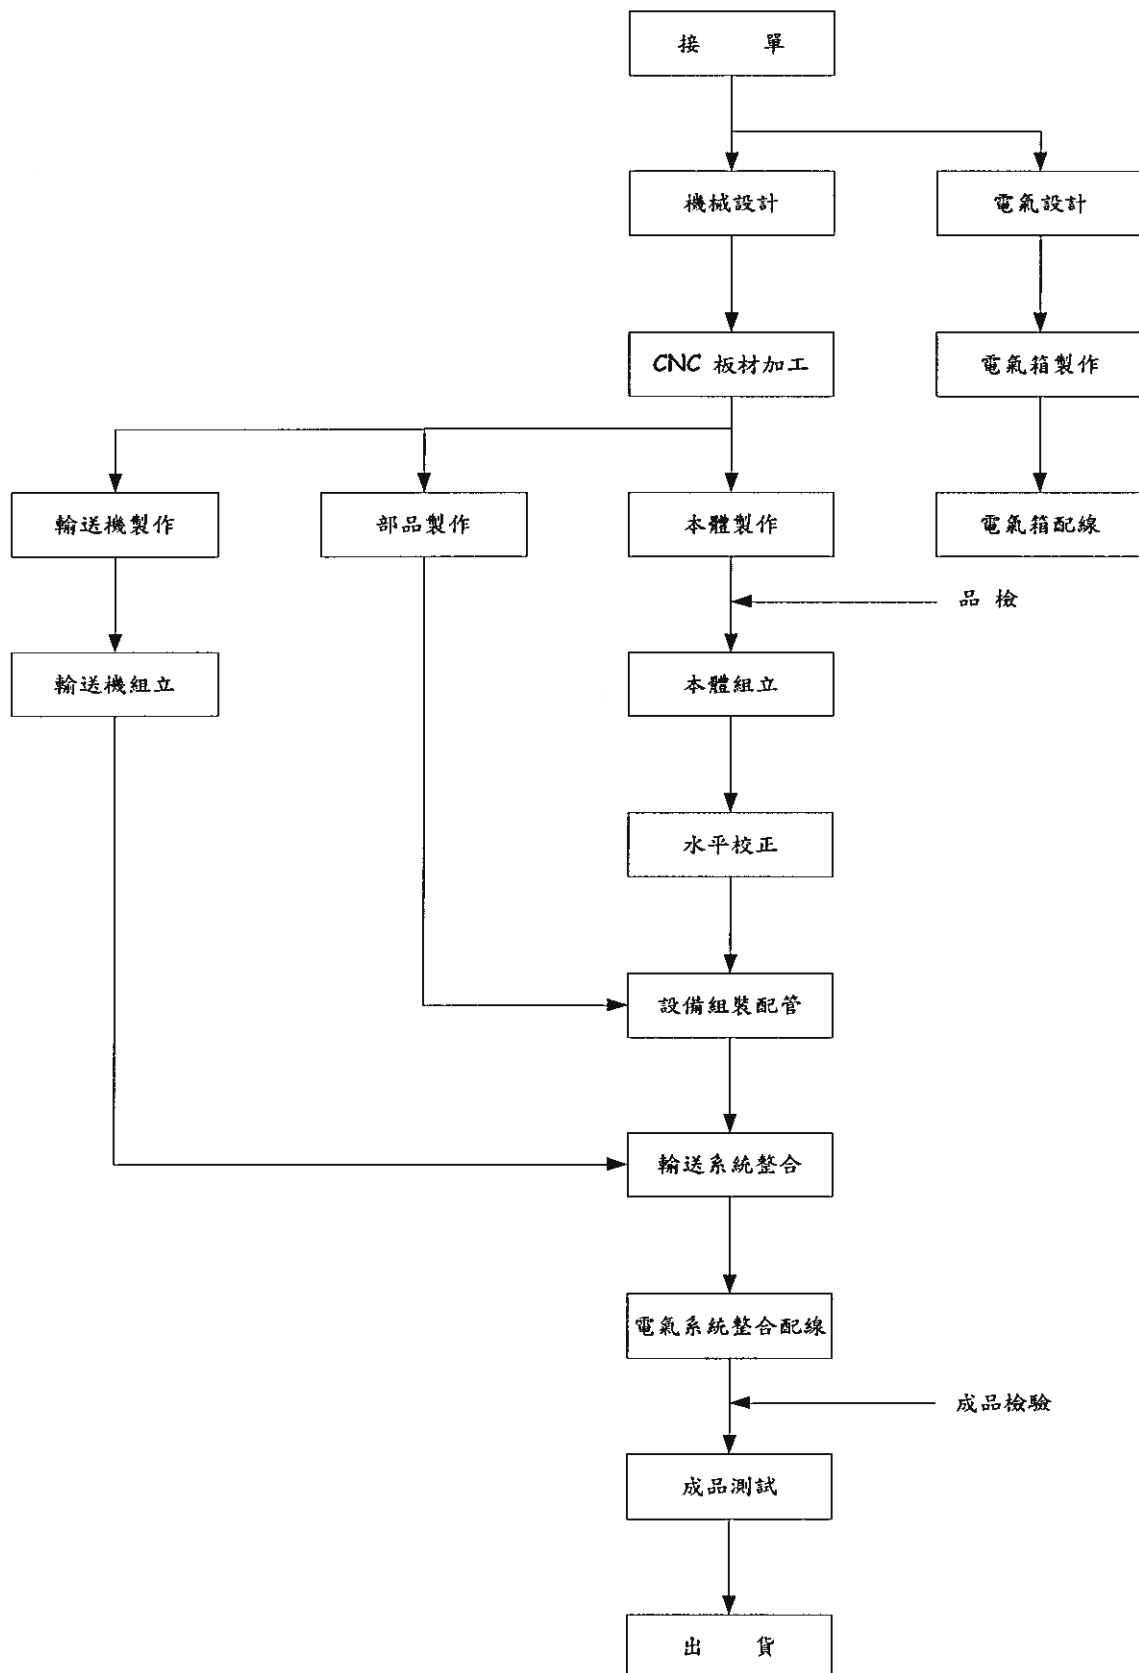 接 單
機械設計
電氣設計
CNC 板材加工
電氣箱製作
輸送機製作
部品製作
本體製作
電氣箱配線
品 檢
輸送機組立
本體組立
水平校正
設備組裝配管
輸送系統整合
電氣系統整合配線
成品檢驗
成品測試
出 貨